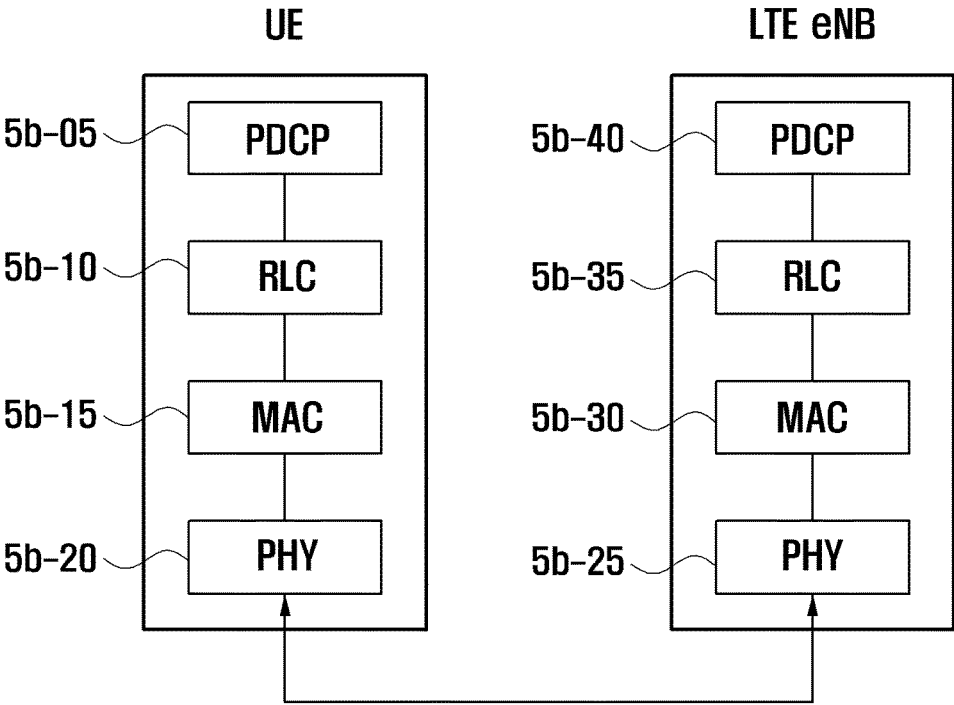 UE
LTE eNB
5b-05
PDCP
5b-40
PDCP
5b-10
RLC
5b-35
RLC
5b-15
MAC
5b-30
MAC
5b-20
PHY
5b-25
PHY